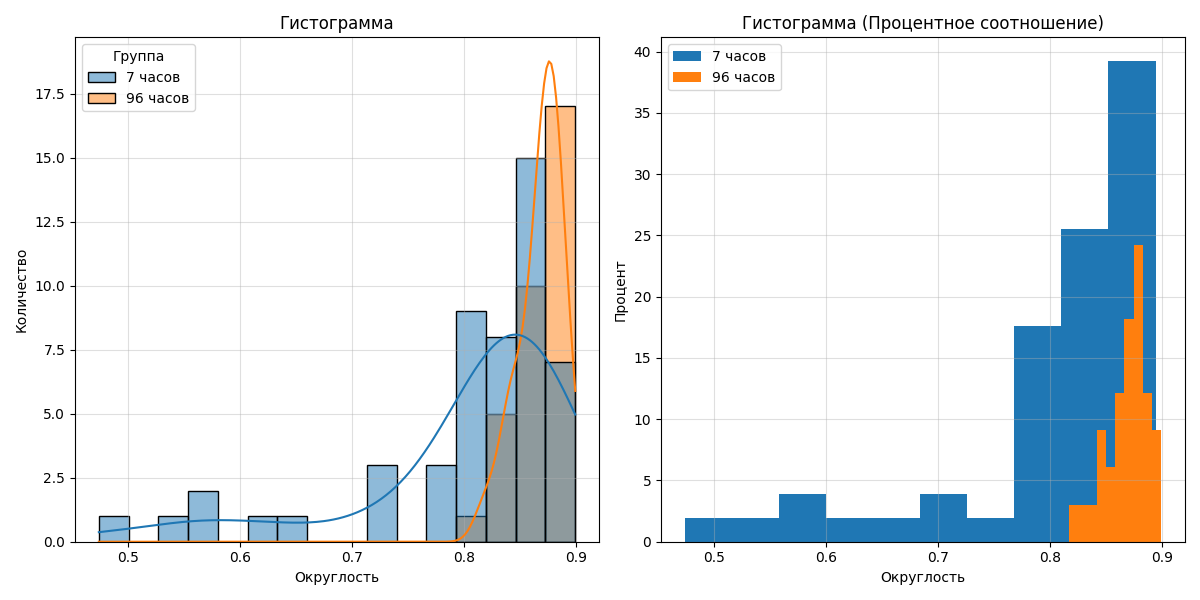 Гистограмма
Группа
7 часов
96 часов
Количество
17.5
15.0
12.5
10.0
7.5
5.0
2.5
0.0
0.5 0.6 0.7 0.8 0.9
Округлость
Гистограмма (Процентное соотношение)
7 часов
96 часов
Процент
40
35
30
25
20
15
10
5
0
0.5 0.6 0.7 0.8 0.9
Округлость